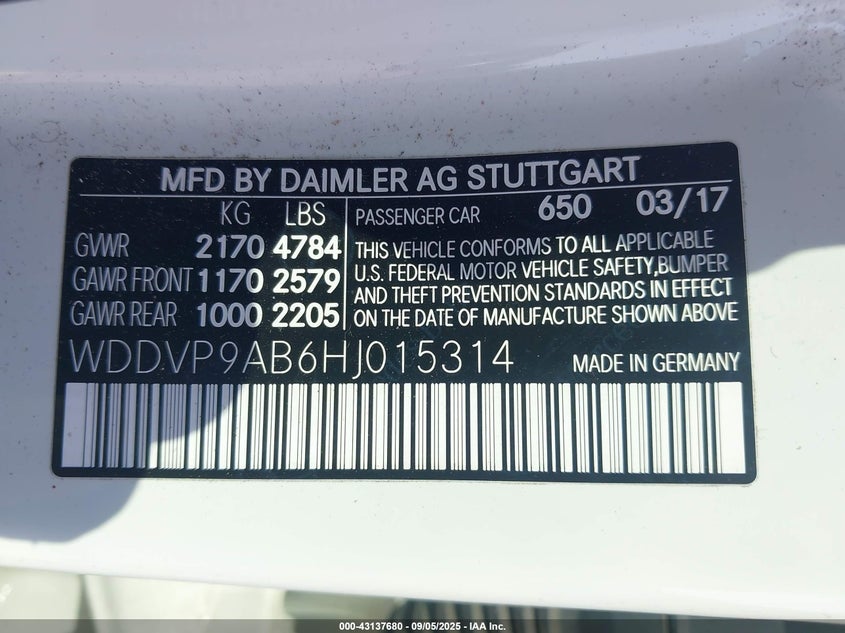 MFD BY DAIMLER AG STUTTGART
KG LBS
GVWR 2170 4784
GAWR FRONT 1170 2579
GAWR REAR 1000 2205
PASSENGER CAR 650 03/17
THIS VEHICLE CONFORMS TO ALL APPLICABLE
U.S. FEDERAL MOTOR VEHICLE SAFETY,BUMPER
AND THEFT PREVENTION STANDARDS IN EFFECT
ON THE DATE OF MANUFACTURE SHOWN ABOVE
WDDVP9AB6HJ015314 MADE IN GERMANY
000-43137680 - 09/05/2025 - IAA Inc.